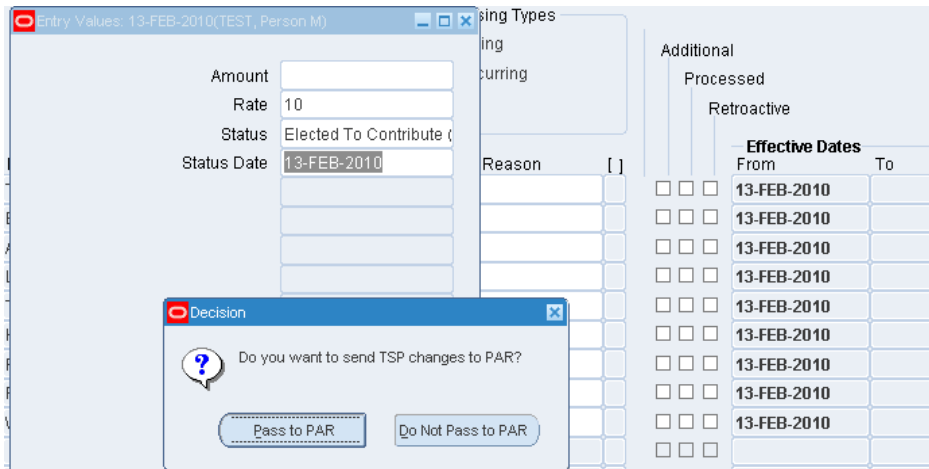 Entry Values: 13-FEB-2010(TEST, Person M)
Amount
Rate 10
Status Elected To Contribute (
Status Date 13-FEB-2010
sing Types
ing
curring
Additional
Processed
Retroactive
Effective Dates
Reason [ ] From To
13-FEB-2010
13-FEB-2010
13-FEB-2010
13-FEB-2010
13-FEB-2010
13-FEB-2010
13-FEB-2010
13-FEB-2010
13-FEB-2010
Decision
Do you want to send TSP changes to PAR?
Pass to PAR Do Not Pass to PAR